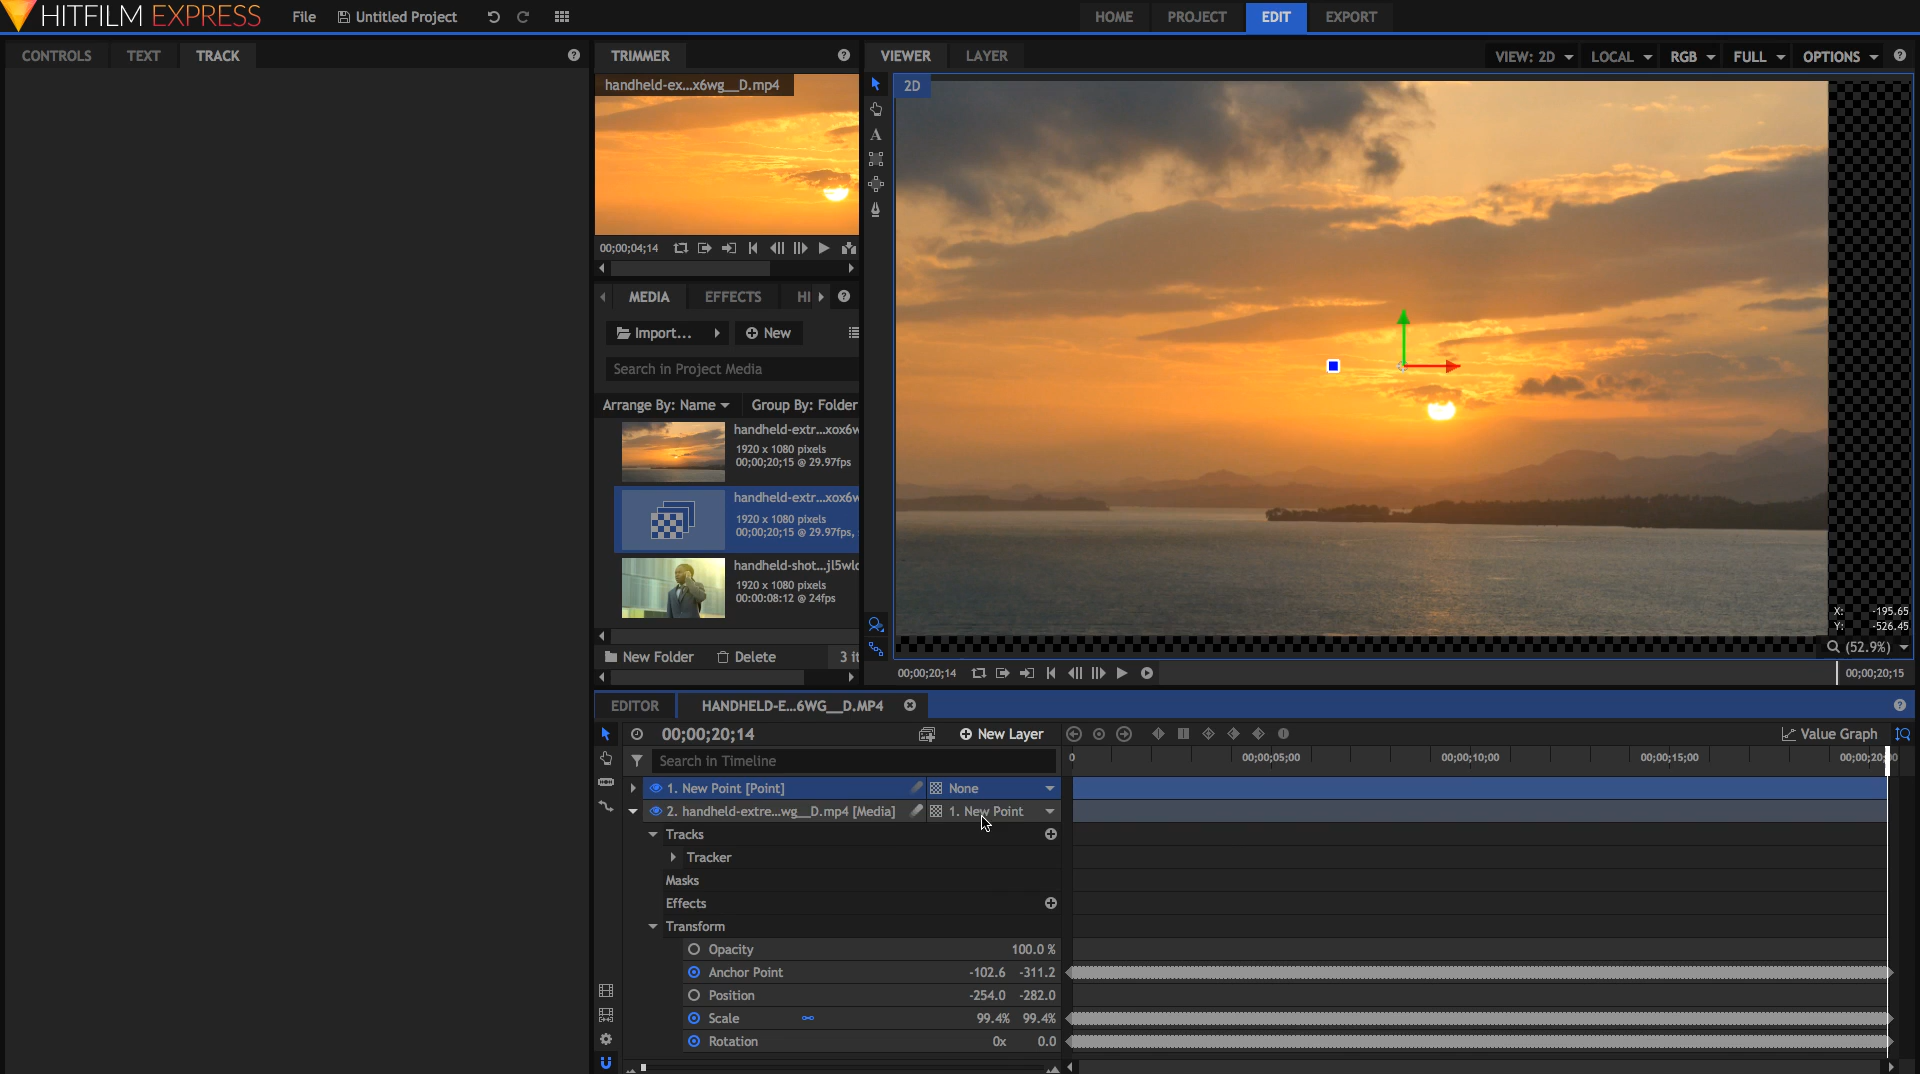 HITFILM EXPRESS
File
Untitled Project
HOME
PROJECT
EDIT
EXPORT
CONTROLS
TEXT
TRACK
TRIMMER
handheld-ex...x6wg__D.mp4
00;00;04;14
MEDIA
EFFECTS
HI
Import...
New
Search in Project Media
Arrange By: Name
Group By: Folder
handheld-extr...xox6w
1920 x 1080 pixels
00;00;20;15 @ 29.97fps
handheld-extr...xox6w
1920 x 1080 pixels
00;00;20;15 @ 29.97fps,
handheld-shot...jl5wlc
1920 x 1080 pixels
00:00:08:12 @ 24fps
New Folder
Delete
3 it
VIEWER
LAYER
VIEW: 2D
LOCAL
RGB
FULL
OPTIONS
2D
A
X: -195.65
Y: -526.45
(52.9%)
00;00;20;14
00;00;20;15
EDITOR
HANDHELD-E...6WG__D.MP4
00;00;20;14
New Layer
Value Graph
Search in Timeline
0
00;00;05;00
00;00;10;00
00;00;15;00
00;00;20;00
1. New Point [Point]
None
2. handheld-extre...wg__D.mp4 [Media]
1. New Point
Tracks
Tracker
Masks
Effects
Transform
Opacity 100.0 %
Anchor Point -102.6 -311.2
Position -254.0 -282.0
Scale 99.4% 99.4%
Rotation 0x 0.0